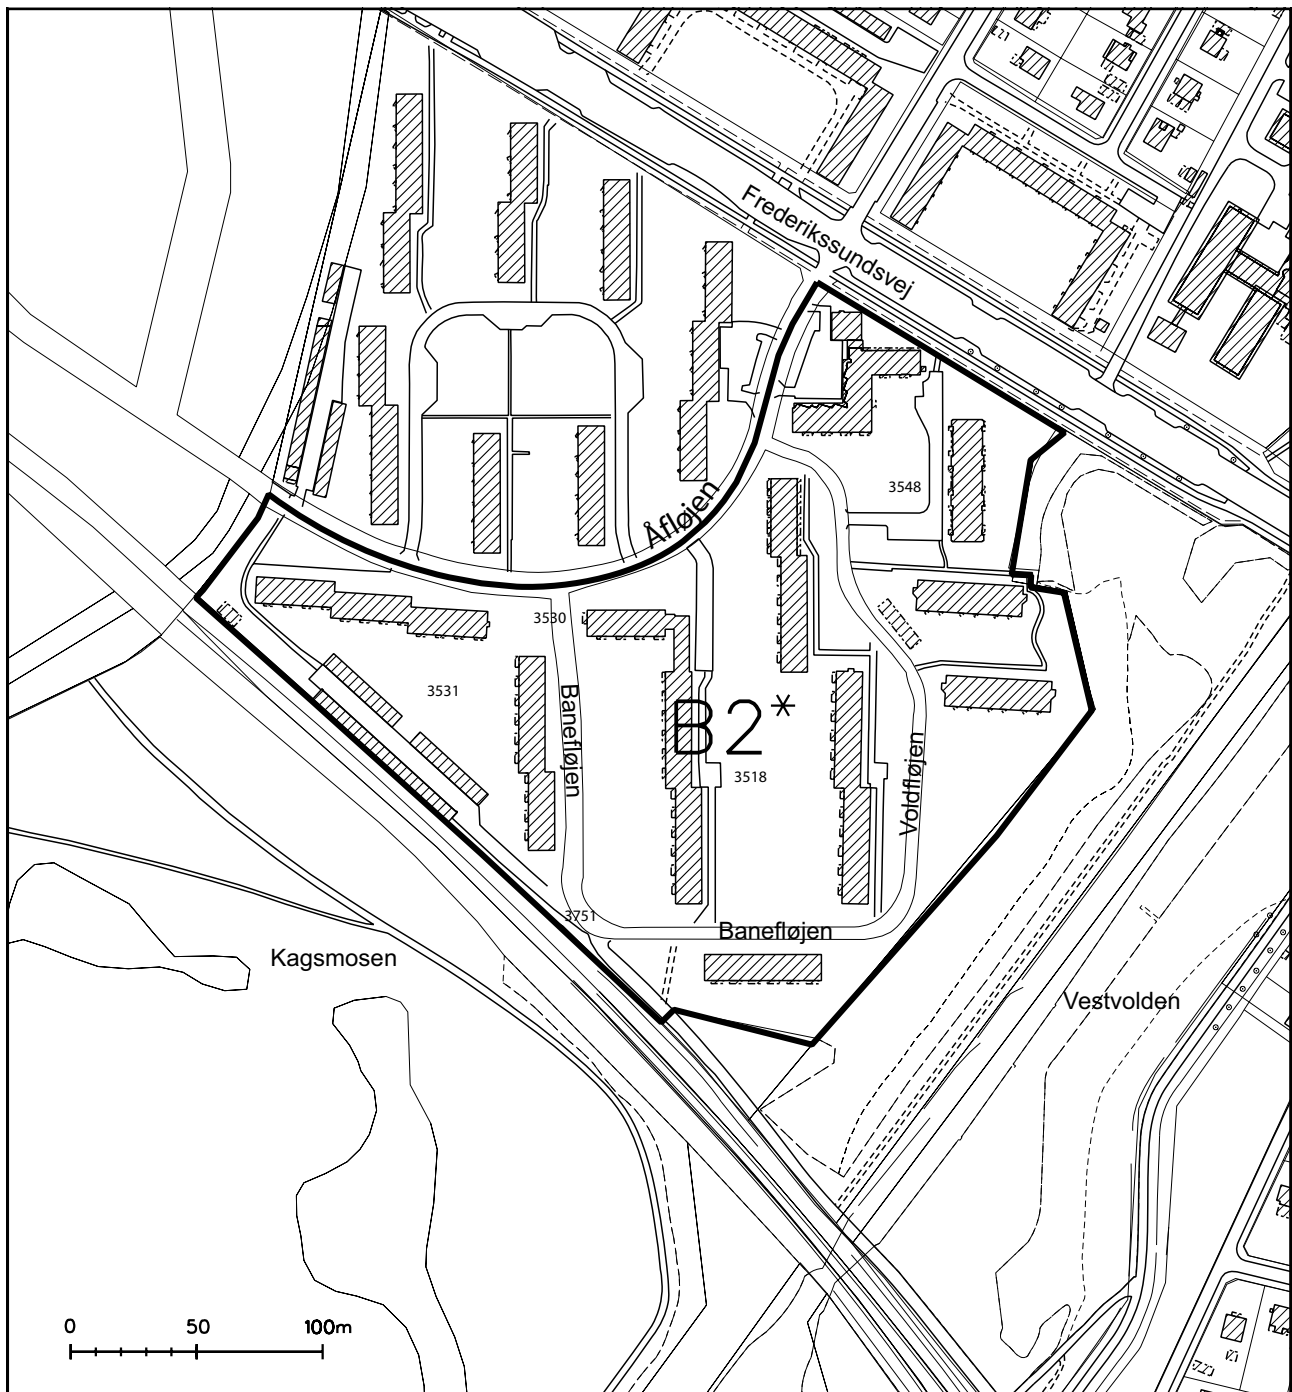 Frederikssundsvej
Åfløjen
3548
3530
3531
Banefløjen
B2*
3518
Voldfløjen
3751
Banefløjen
Kagsmosen
Vestvolden
0 50 100m